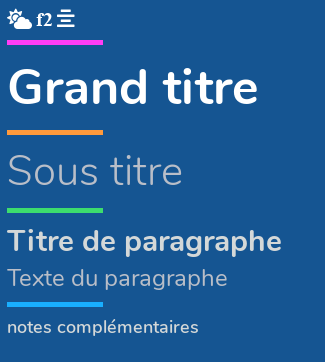 f2
Grand titre
Sous titre
Titre de paragraphe
Texte du paragraphe
notes complémentaires